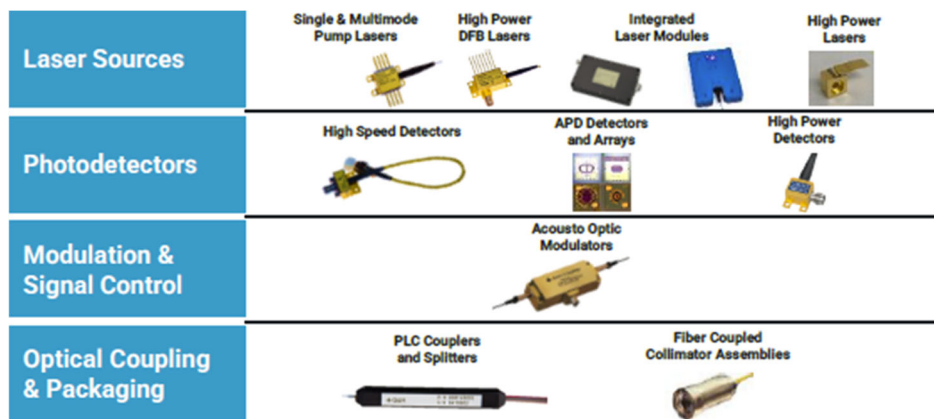 Laser Sources
Single & Multimode
Pump Lasers
High Power
DFB Lasers
Integrated
Laser Modules
High Power
Lasers
Photodetectors
High Speed Detectors
APD Detectors
and Arrays
High Power
Detectors
Modulation &
Signal Control
Acousto Optic
Modulators
Optical Coupling
& Packaging
PLC Couplers
and Splitters
Fiber Coupled
Collimator Assemblies